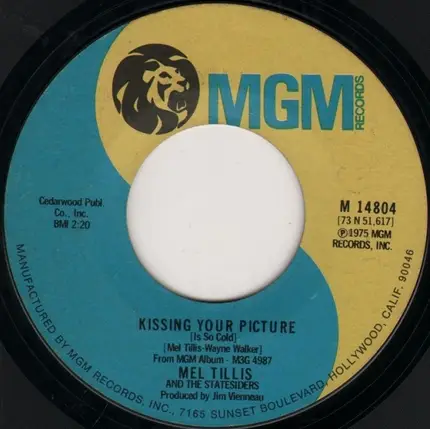 MGM
RECORDS
Cedarwood Publ.
Co., Inc.
BMI 2:20
M 14804
[73 N 51,617]
Ⓟ1975 MGM
RECORDS, INC.
KISSING YOUR PICTURE
[Is So Cold]
[Mel Tillis-Wayne Walker]
From MGM Album - M3G 4987
MEL TILLIS
AND THE STATESIDERS
Produced by Jim Vienneau
MANUFACTURED BY MGM RECORDS, INC., 7165 SUNSET BOULEVARD, HOLLYWOOD, CALIF. 90046